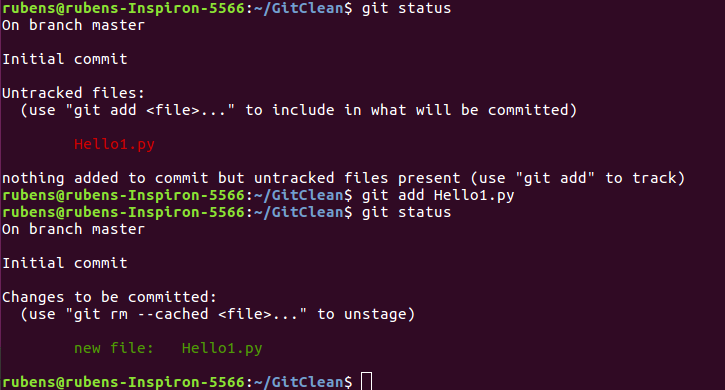 rubens@rubens-Inspiron-5566:~/GitClean$ git status
On branch master
Initial commit
Untracked files:
  (use "git add <file>..." to include in what will be committed)
        Hello1.py
nothing added to commit but untracked files present (use "git add" to track)
rubens@rubens-Inspiron-5566:~/GitClean$ git add Hello1.py
rubens@rubens-Inspiron-5566:~/GitClean$ git status
On branch master
Initial commit
Changes to be committed:
  (use "git rm --cached <file>..." to unstage)
        new file:   Hello1.py
rubens@rubens-Inspiron-5566:~/GitClean$